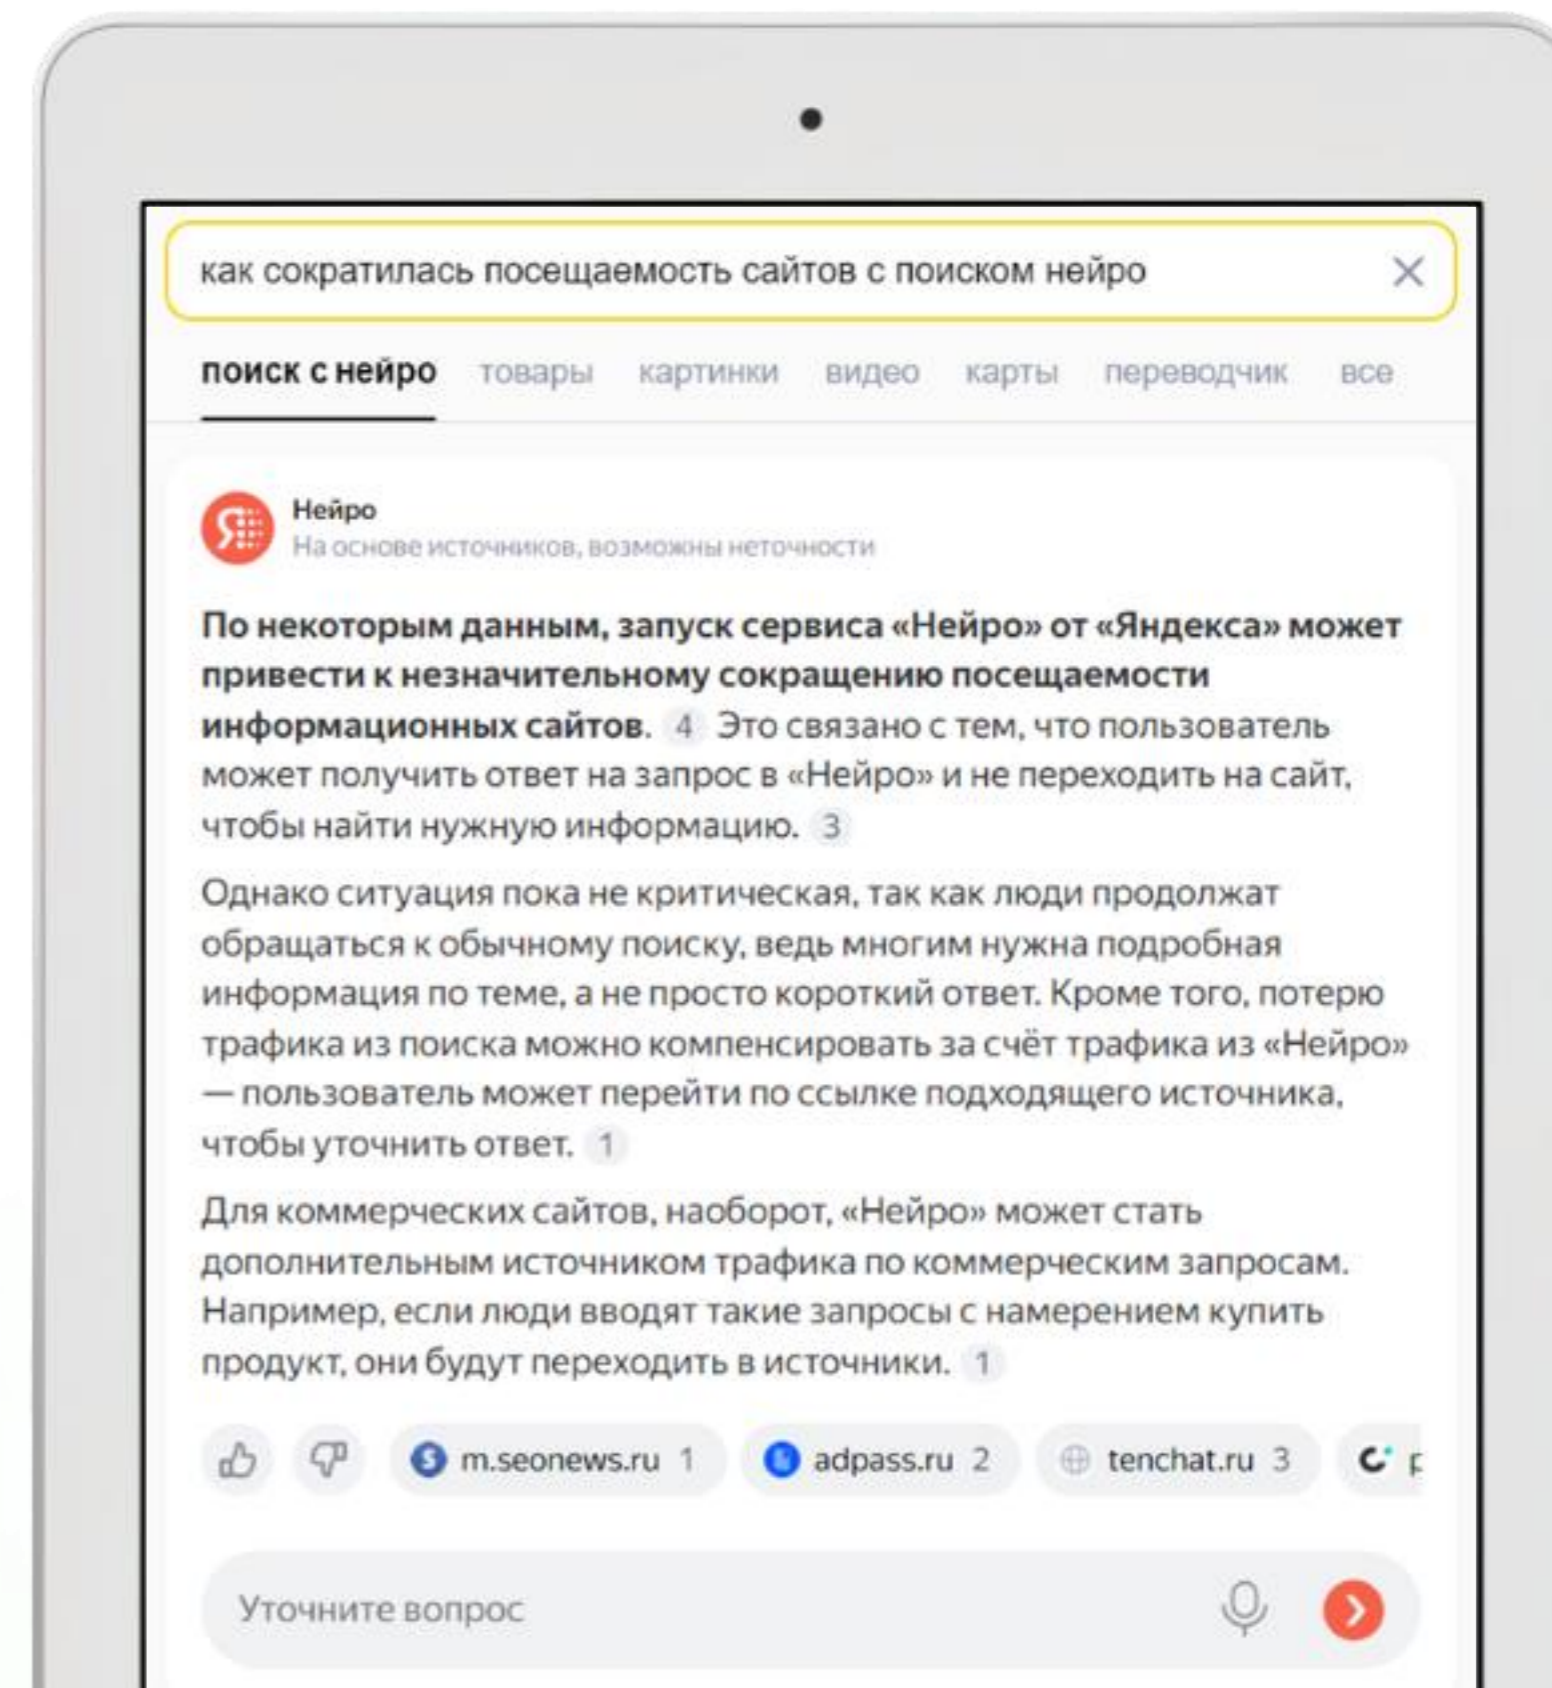 как сократилась посещаемость сайтов с поиском нейро
поиск с нейро товары картинки видео карты переводчик все
Нейро
На основе источников, возможны неточности
По некоторым данным, запуск сервиса «Нейро» от «Яндекса» может
привести к незначительному сокращению посещаемости
информационных сайтов. 4 Это связано с тем, что пользователь
может получить ответ на запрос в «Нейро» и не переходить на сайт,
чтобы найти нужную информацию. 3
Однако ситуация пока не критическая, так как люди продолжат
обращаться к обычному поиску, ведь многим нужна подробная
информация по теме, а не просто короткий ответ. Кроме того, потерю
трафика из поиска можно компенсировать за счёт трафика из «Нейро»
— пользователь может перейти по ссылке подходящего источника,
чтобы уточнить ответ. 1
Для коммерческих сайтов, наоборот, «Нейро» может стать
дополнительным источником трафика по коммерческим запросам.
Например, если люди вводят такие запросы с намерением купить
продукт, они будут переходить в источники. 1
m.seonews.ru 1 adpass.ru 2 tenchat.ru 3
Уточните вопрос